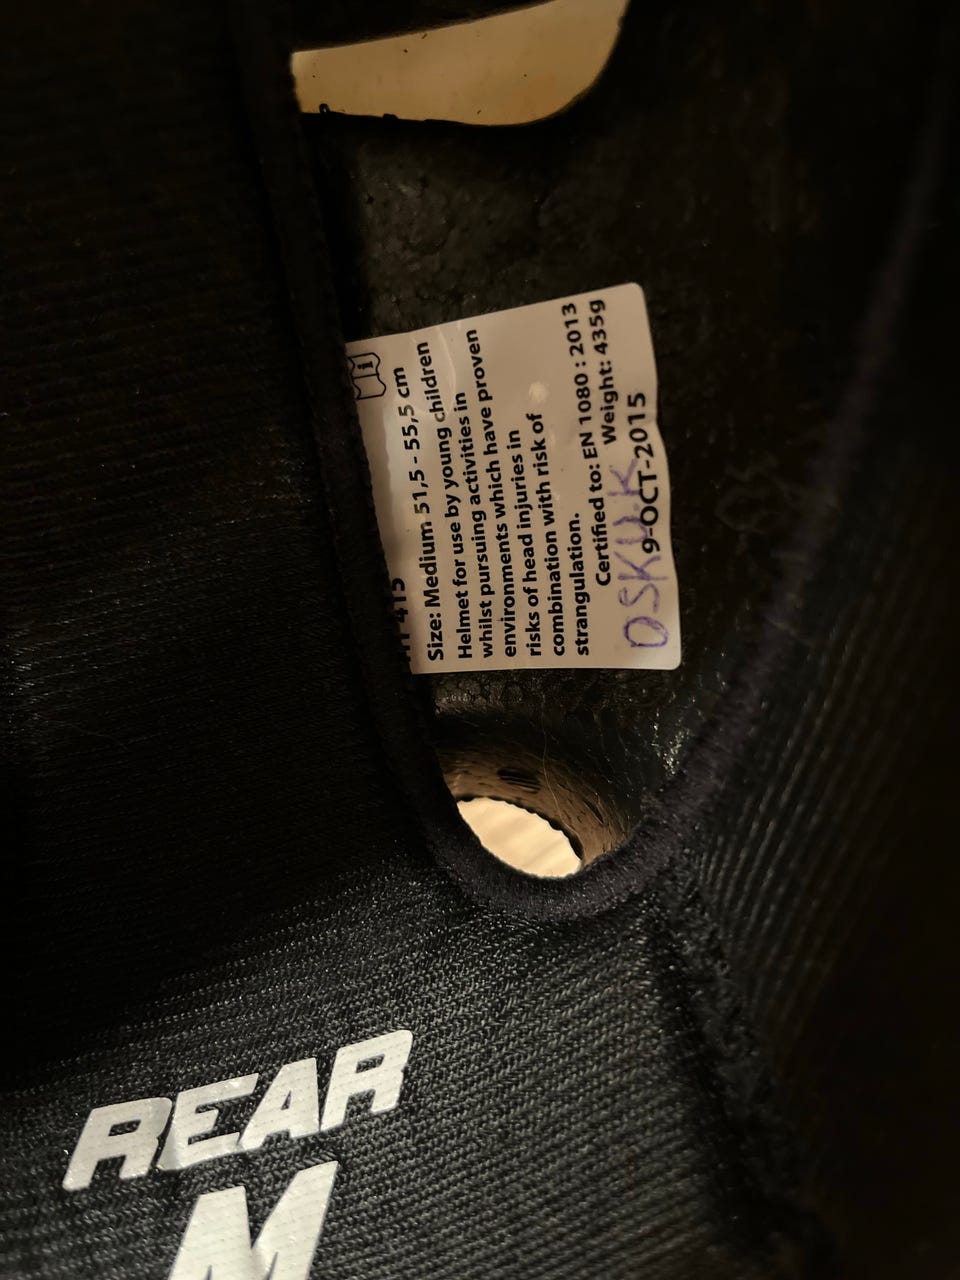 Size: Medium 51,5 - 55,5 cm
Helmet for use by young children
whilst pursuing activities in
environments which have proven
risks of head injuries in
combination with risk of
strangulation.
Certified to: EN 1080 : 2013
Weight: 435g
9-OCT-2015
REAR
M